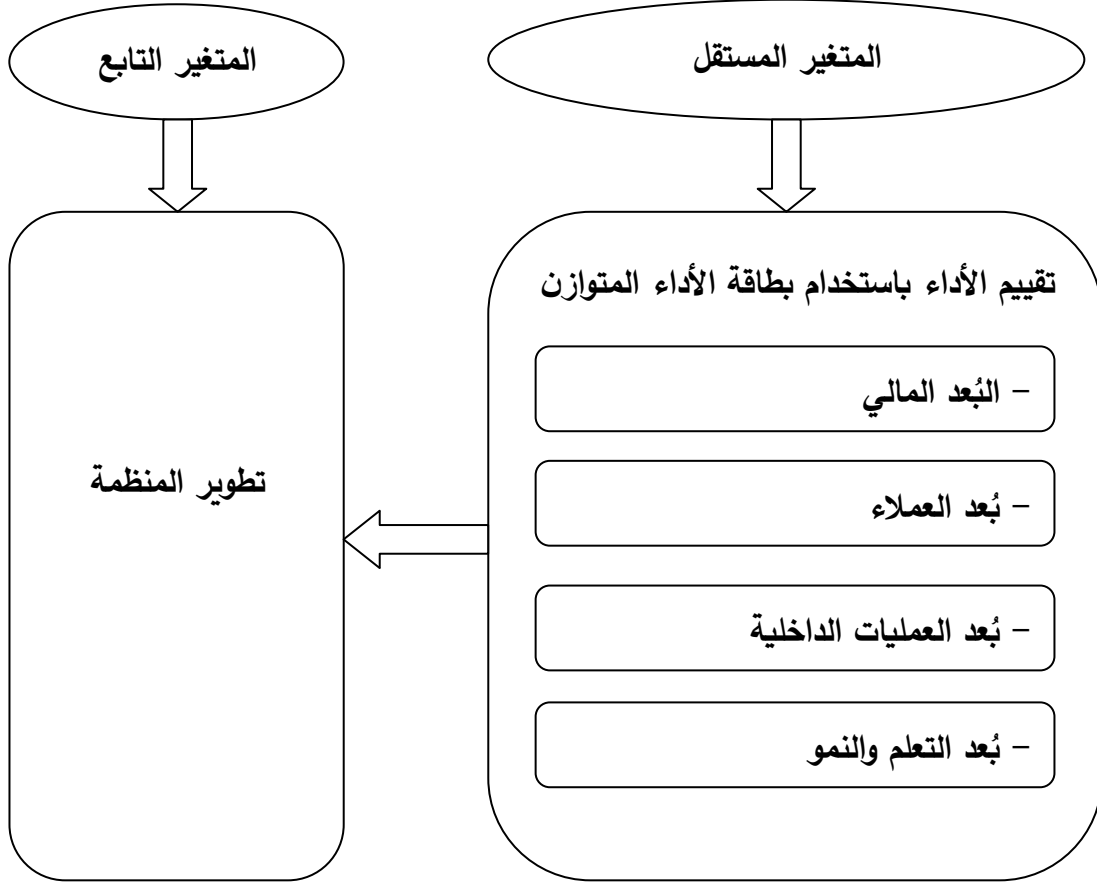 المتغير المستقل
المتغير التابع
تقييم الأداء باستخدام بطاقة الأداء المتوازن
– البُعد المالي
– بُعد العملاء
– بُعد العمليات الداخلية
– بُعد التعلم والنمو
تطوير المنظمة